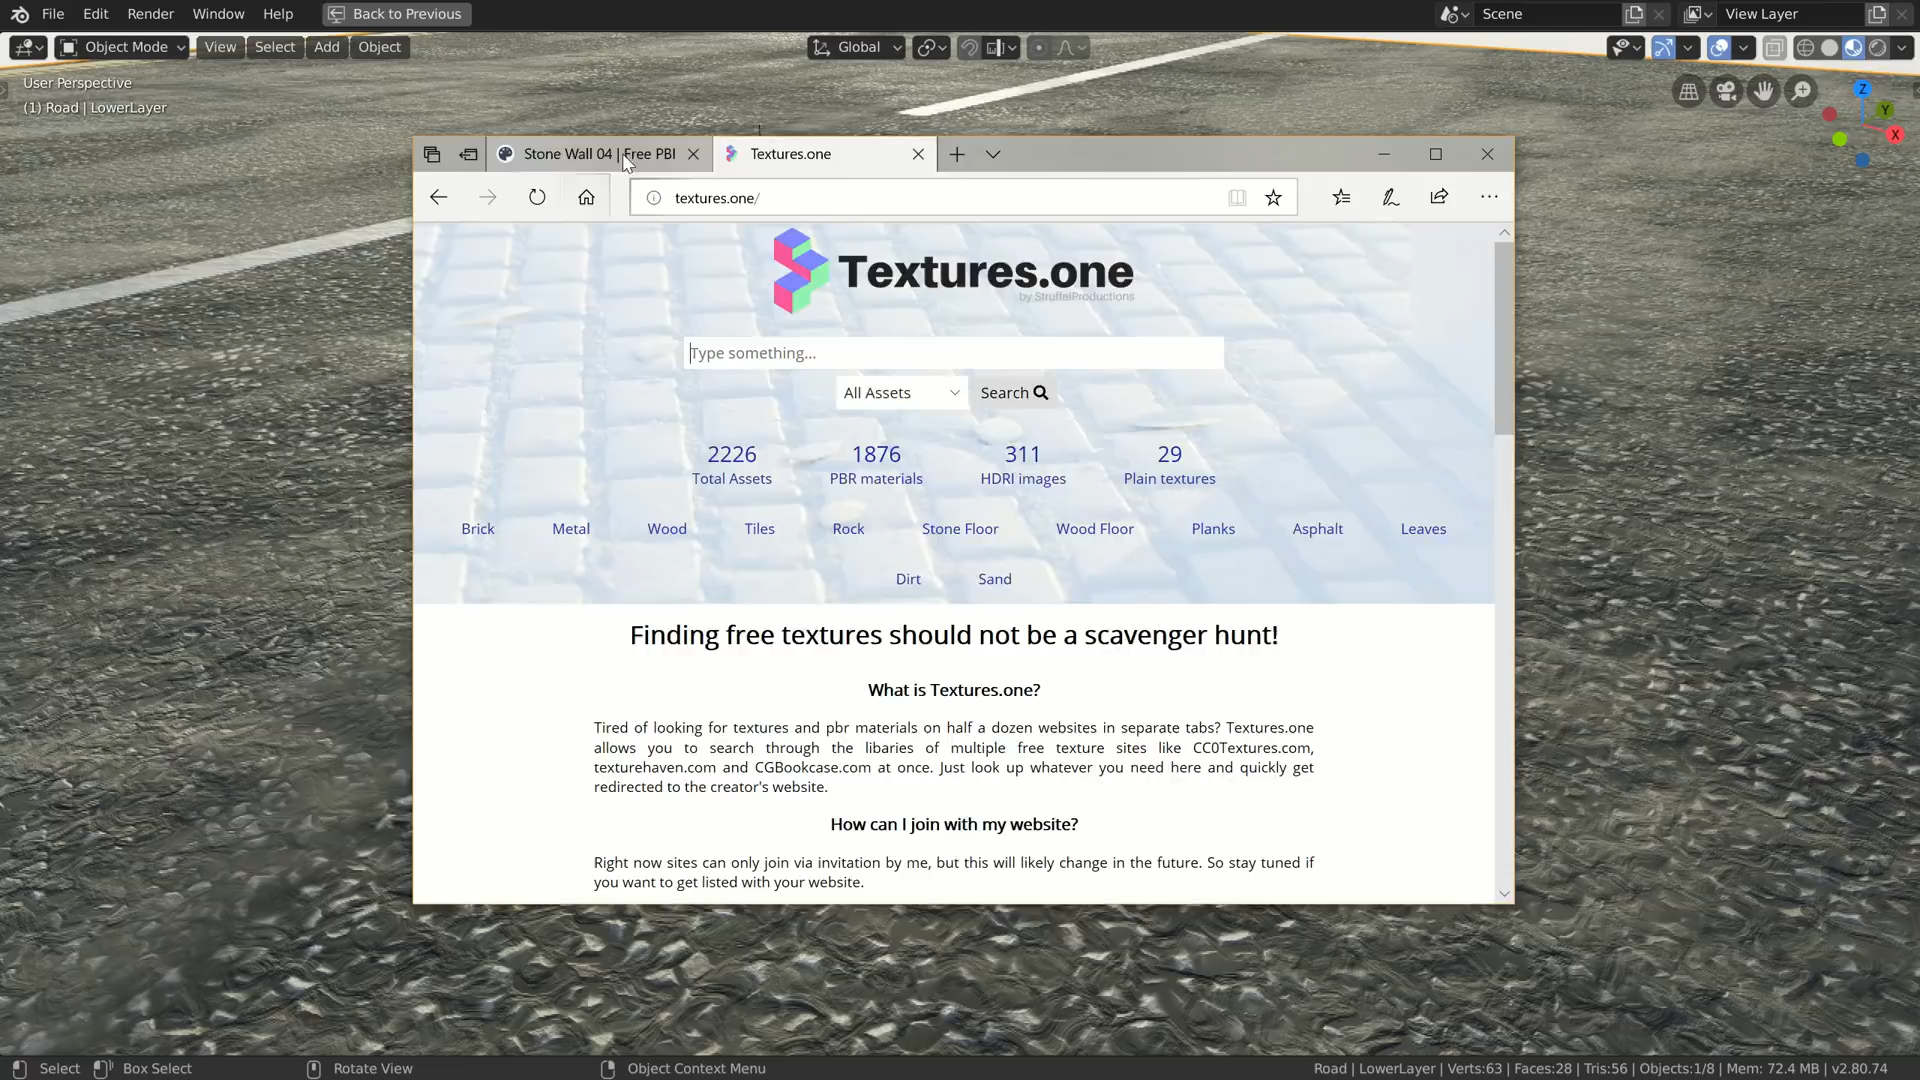 File Edit Render Window Help Back to Previous Scene View Layer
Object Mode View Select Add Object Global
User Perspective
(1) Road | LowerLayer
Z
Y
X
Stone Wall 04 | Free PBI Textures.one
textures.one/
Textures.one
by StruffelProductions
Type something...
All Assets Search
2226 1876 311 29
Total Assets PBR materials HDRI images Plain textures
Brick Metal Wood Tiles Rock Stone Floor Wood Floor Planks Asphalt Leaves
Dirt Sand
Finding free textures should not be a scavenger hunt!
What is Textures.one?
Tired of looking for textures and pbr materials on half a dozen websites in separate tabs? Textures.one
allows you to search through the libaries of multiple free texture sites like CC0Textures.com,
texturehaven.com and CGBookcase.com at once. Just look up whatever you need here and quickly get
redirected to the creator's website.
How can I join with my website?
Right now sites can only join via invitation by me, but this will likely change in the future. So stay tuned if
you want to get listed with your website.
Select Box Select Rotate View Object Context Menu Road | LowerLayer | Verts:63 | Faces:28 | Tris:56 | Objects:1/8 | Mem: 72.4 MB | v2.80.74